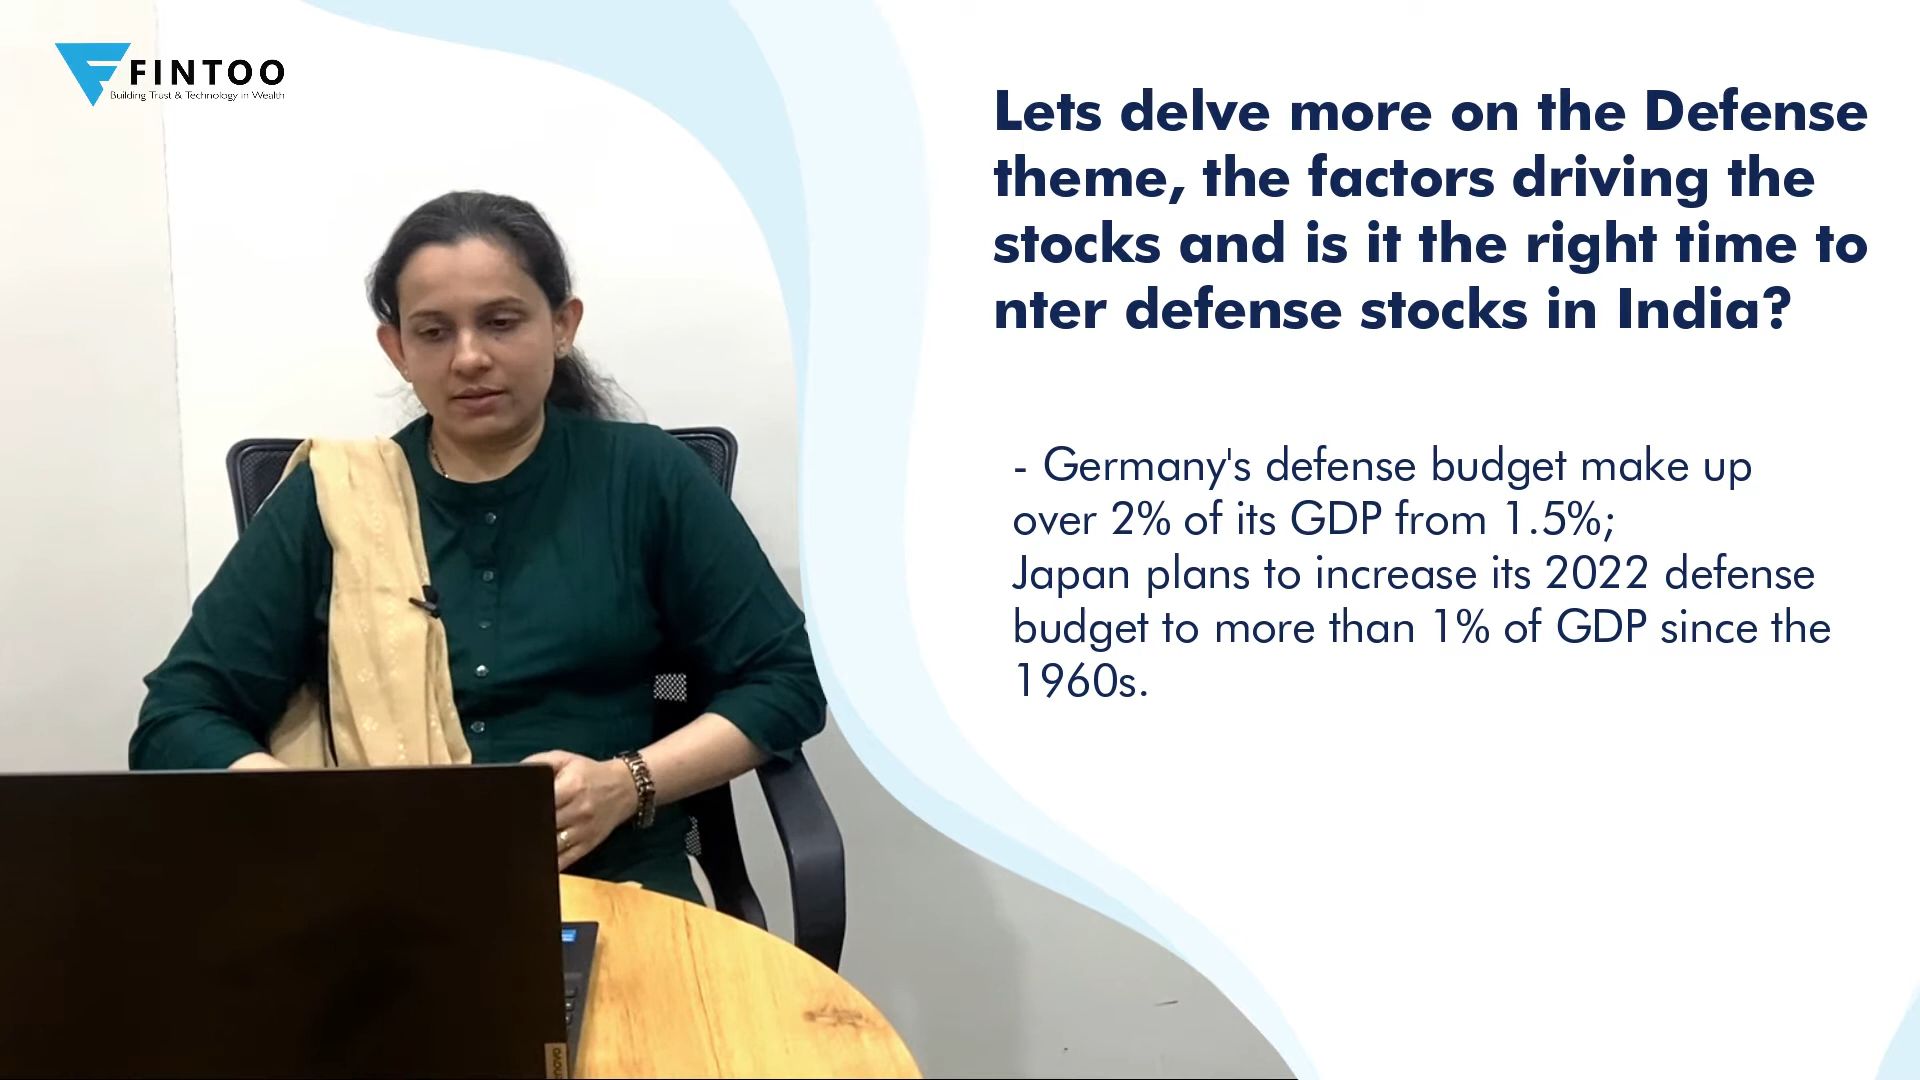 FINTOO
Building Trust & Technology in Wealth
Lets delve more on the Defense
theme, the factors driving the
stocks and is it the right time to
nter defense stocks in India?
- Germany's defense budget make up
over 2% of its GDP from 1.5%;
Japan plans to increase its 2022 defense
budget to more than 1% of GDP since the
1960s.